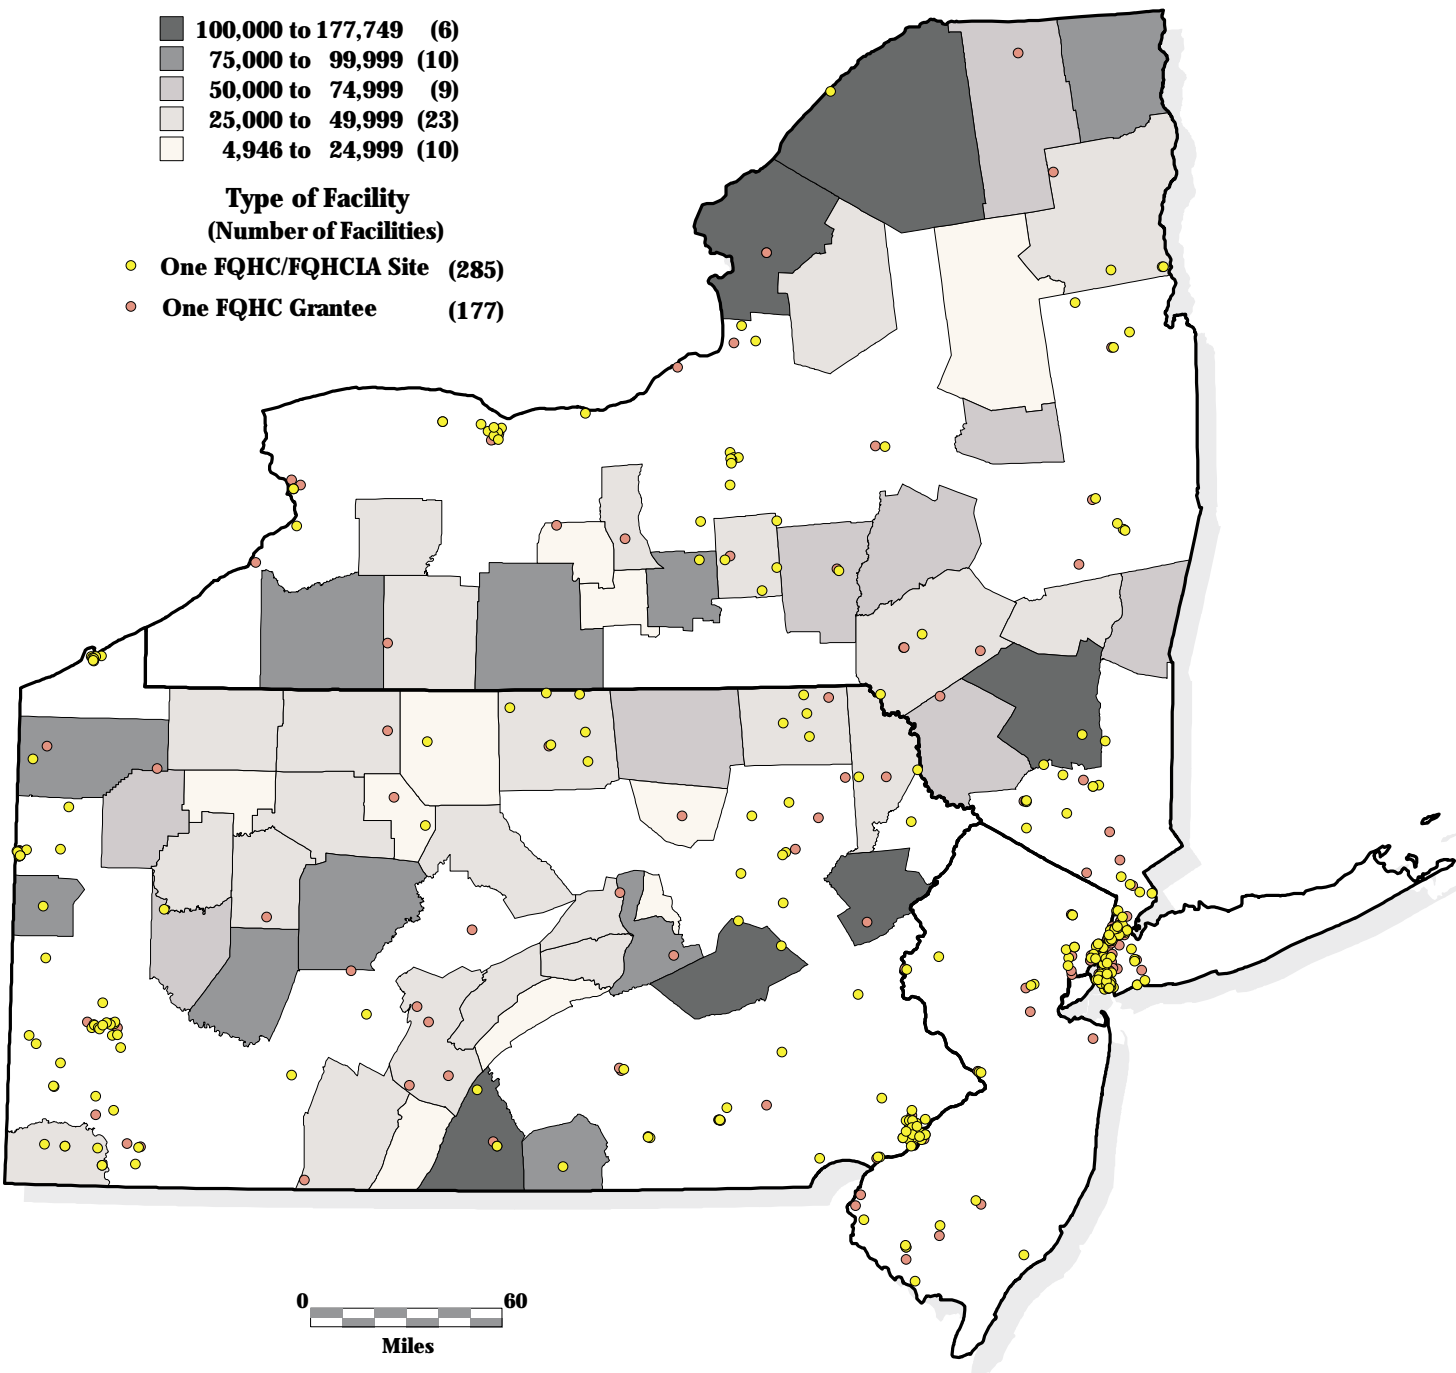 100,000 to 177,749 (6)
75,000 to 99,999 (10)
50,000 to 74,999 (9)
25,000 to 49,999 (23)
4,946 to 24,999 (10)
Type of Facility
(Number of Facilities)
One FQHC/FQHCLA Site (285)
One FQHC Grantee (177)
0 60
Miles